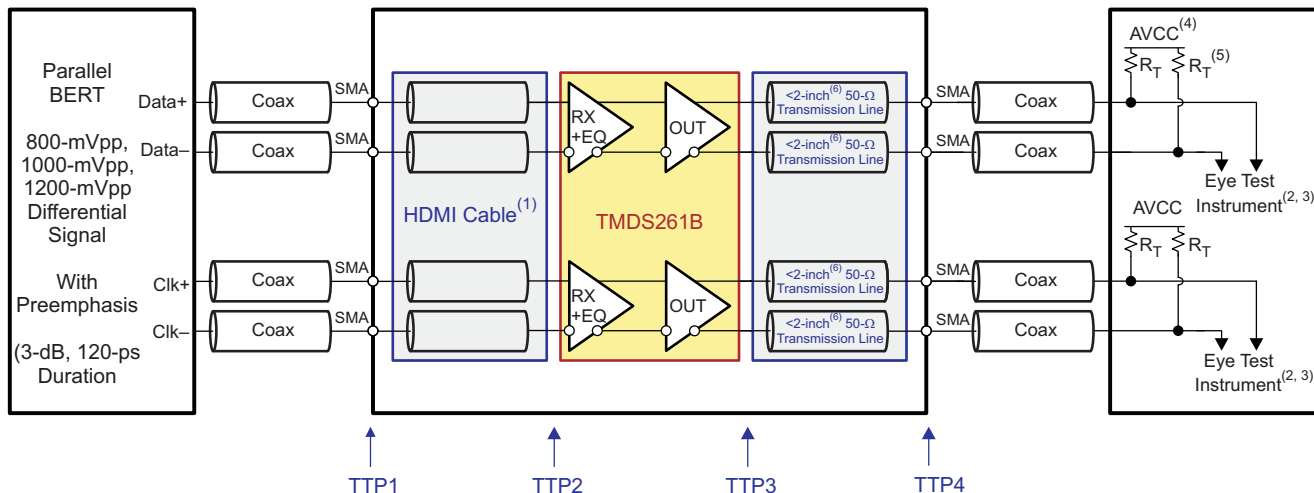 Parallel
BERT
800-mVpp,
1000-mVpp,
1200-mVpp
Differential
Signal
With
Preemphasis
(3-dB, 120-ps
Duration
Data+
Data–
Clk+
Clk–
Coax
Coax
Coax
Coax
SMA
SMA
SMA
SMA
HDMI Cable(1)
RX
+EQ
OUT
TMDS261B
RX
+EQ
OUT
<2-inch(6) 50-Ω
Transmission Line
<2-inch(6) 50-Ω
Transmission Line
<2-inch(6) 50-Ω
Transmission Line
<2-inch(6) 50-Ω
Transmission Line
SMA
SMA
SMA
SMA
Coax
Coax
Coax
Coax
AVCC(4)
RT
RT(5)
Eye Test
Instrument(2, 3)
AVCC
RT
RT
Eye Test
Instrument(2, 3)
TTP1
TTP2
TTP3
TTP4